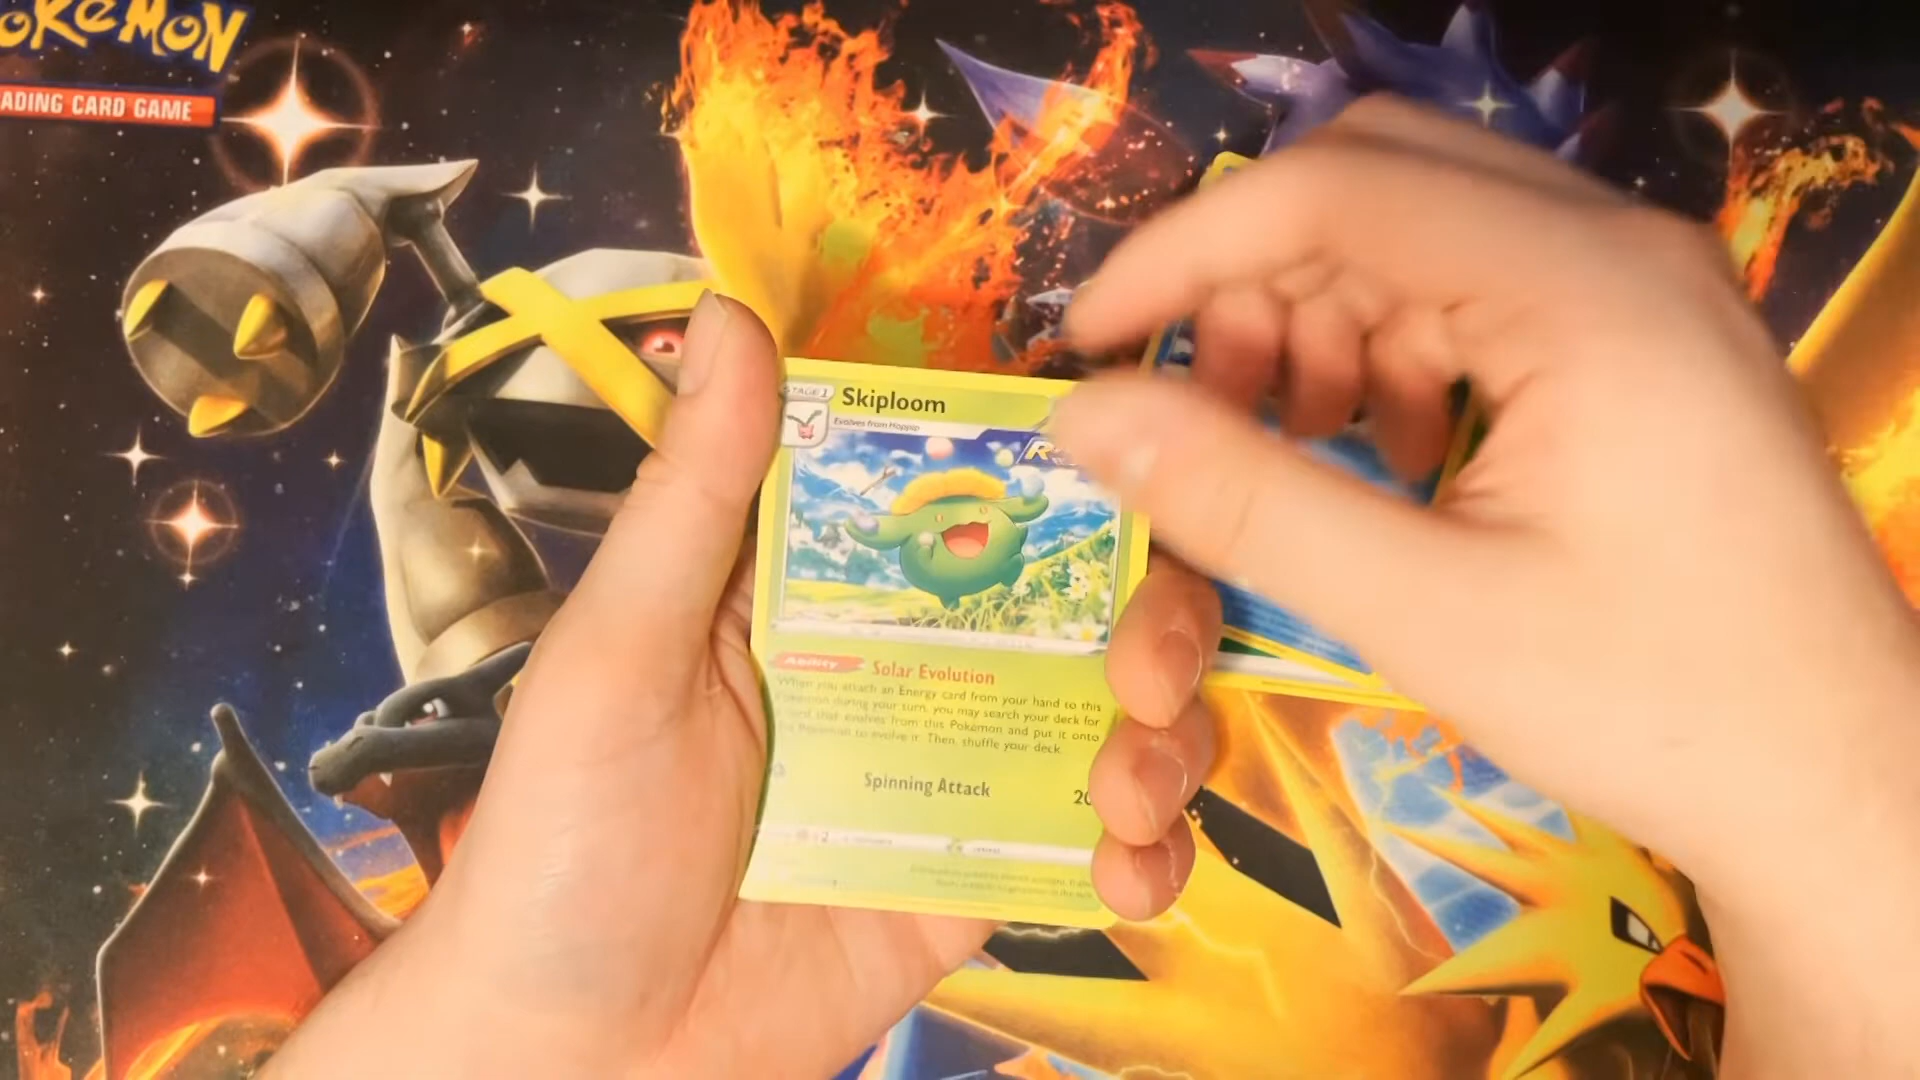 OKéMON
ADING CARD GAME
STAGE 1
Skiploom
Evolves from Hoppip
R
Ability
Solar Evolution
When you attach an Energy card from your hand to this
Pokémon during your turn, you may search your deck for
card that evolves from this Pokémon and put it onto
Pokémon to evolve it. Then, shuffle your deck.
Spinning Attack
20